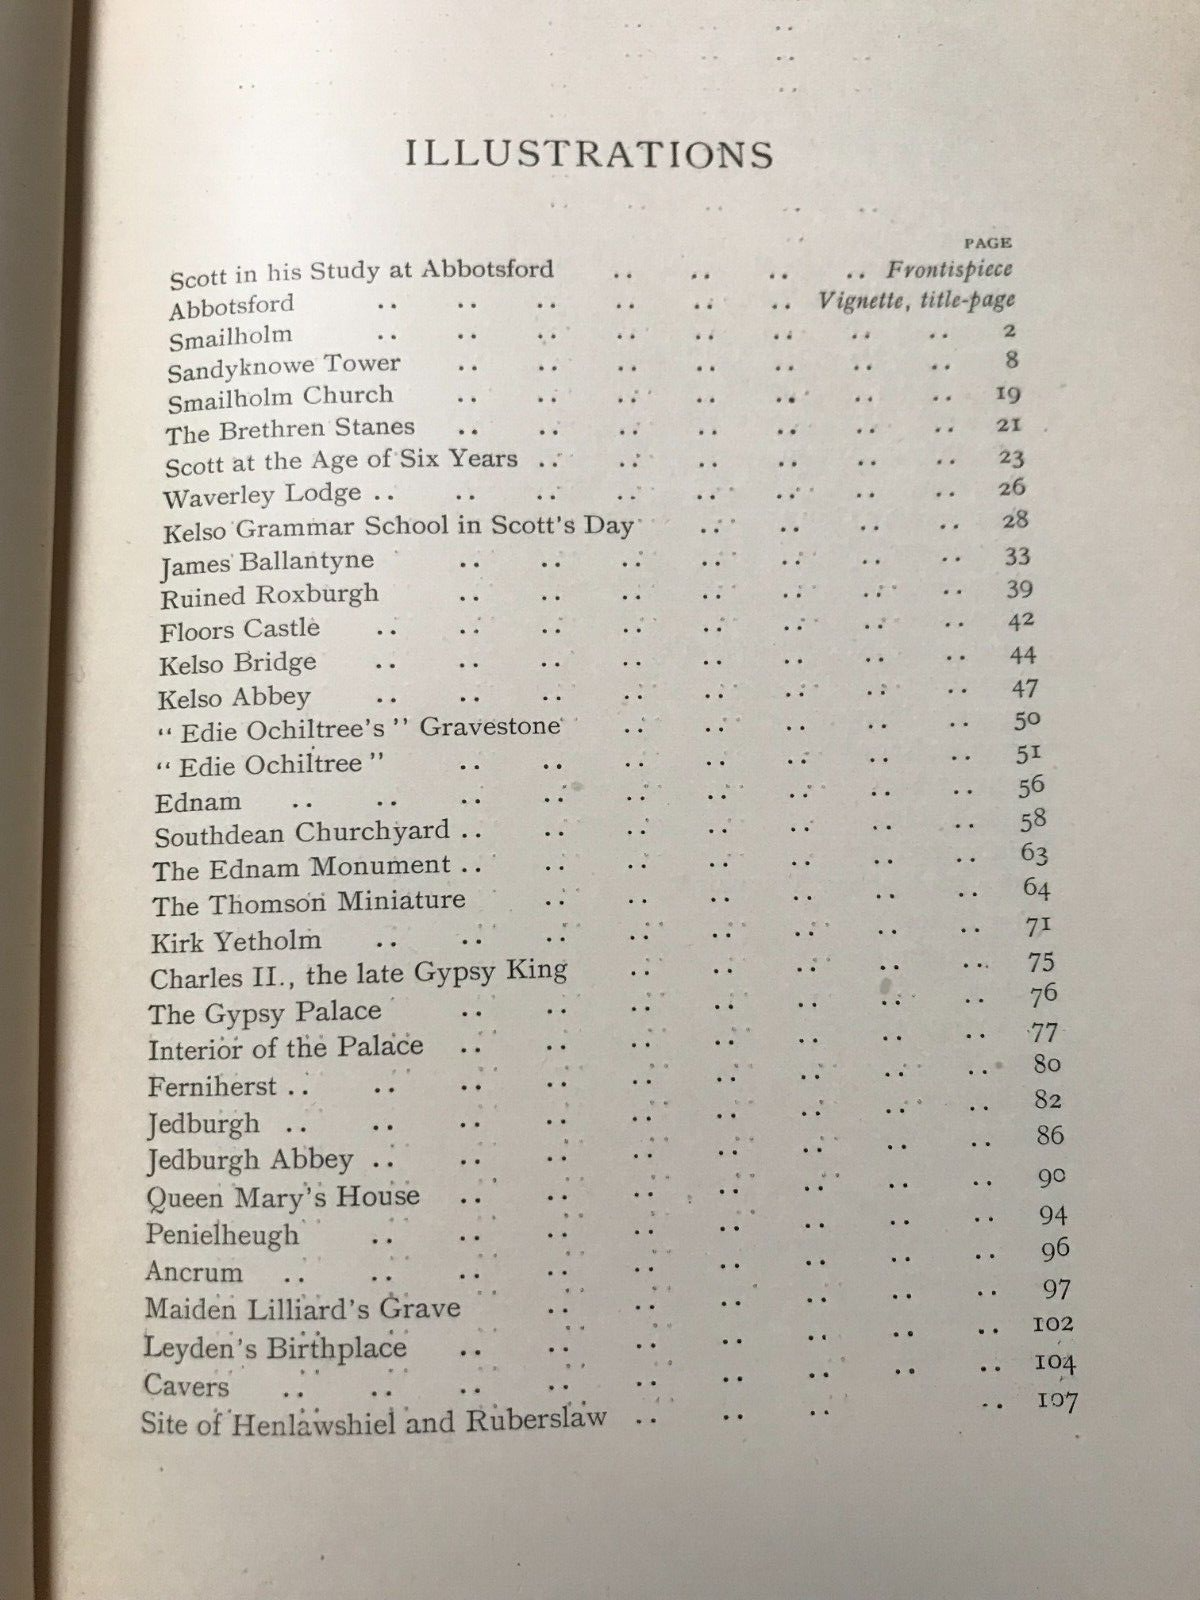 ILLUSTRATIONS
PAGE
Scott in his Study at Abbotsford .. .. .. .. Frontispiece
Abbotsford .. .. .. .. .. .. Vignette, title-page
Smailholm .. .. .. .. .. .. .. .. 2
Sandyknowe Tower .. .. .. .. .. .. .. 8
Smailholm Church .. .. .. .. .. .. .. 19
The Brethren Stanes .. .. .. .. .. .. .. 21
Scott at the Age of Six Years .. .. .. .. .. .. 23
Waverley Lodge .. .. .. .. .. .. .. .. 26
Kelso Grammar School in Scott's Day .. .. .. .. 28
James Ballantyne .. .. .. .. .. .. .. 33
Ruined Roxburgh .. .. .. .. .. .. .. 39
Floors Castle .. .. .. .. .. .. .. .. 42
Kelso Bridge .. .. .. .. .. .. .. .. 44
Kelso Abbey .. .. .. .. .. .. .. .. 47
“ Edie Ochiltree's ” Gravestone .. .. .. .. .. 50
“ Edie Ochiltree ” .. .. .. .. .. .. .. 51
Ednam .. .. .. .. .. .. .. .. .. 56
Southdean Churchyard .. .. .. .. .. .. .. 58
The Ednam Monument .. .. .. .. .. .. .. 63
The Thomson Miniature .. .. .. .. .. .. 64
Kirk Yetholm .. .. .. .. .. .. .. .. 71
Charles II., the late Gypsy King .. .. .. .. .. 75
The Gypsy Palace .. .. .. .. .. .. .. 76
Interior of the Palace .. .. .. .. .. .. .. 77
Ferniherst .. .. .. .. .. .. .. .. .. 80
Jedburgh .. .. .. .. .. .. .. .. .. 82
Jedburgh Abbey .. .. .. .. .. .. .. .. 86
Queen Mary's House .. .. .. .. .. .. .. 90
Penielheugh .. .. .. .. .. .. .. .. 94
Ancrum .. .. .. .. .. .. .. .. .. 96
Maiden Lilliard's Grave .. .. .. .. .. .. 97
Leyden's Birthplace .. .. .. .. .. .. .. 102
Cavers .. .. .. .. .. .. .. .. .. 104
Site of Henlawshiel and Ruberslaw .. .. .. .. 107